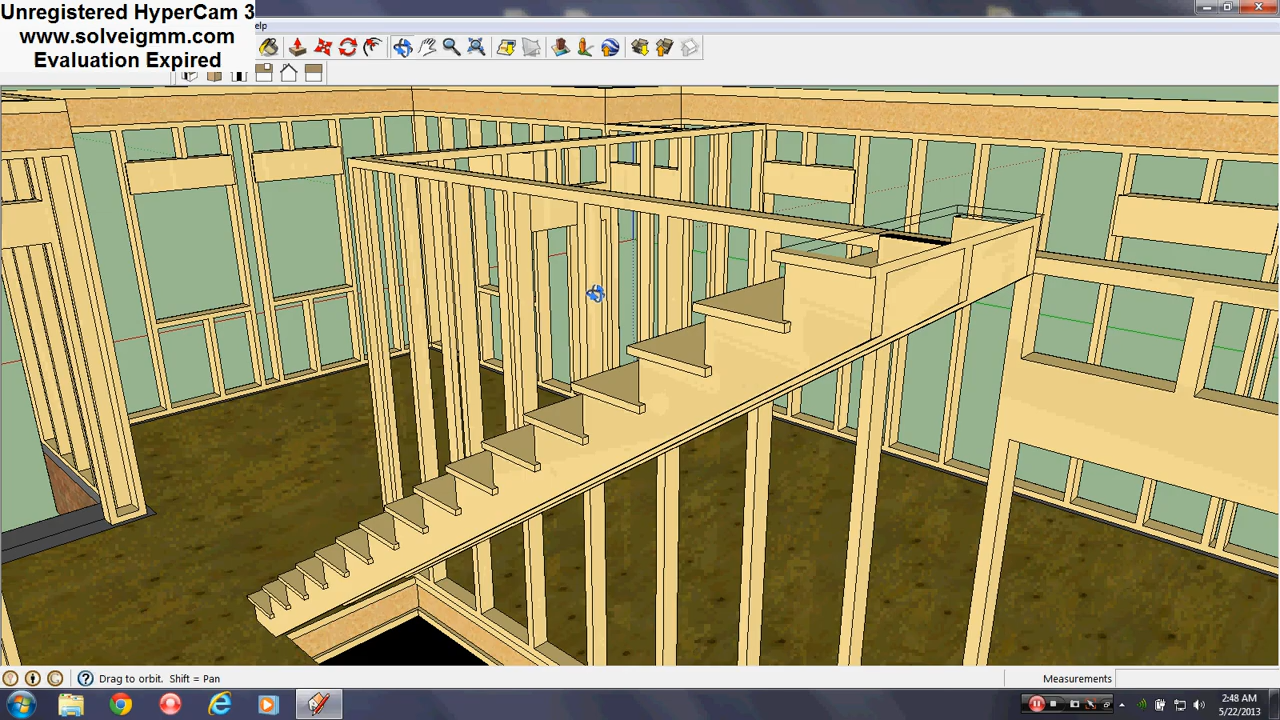 Unregistered HyperCam 3
www.solveigmm.com
Evaluation Expired
elp
Drag to orbit. Shift = Pan
Measurements
2:48 AM
5/22/2013